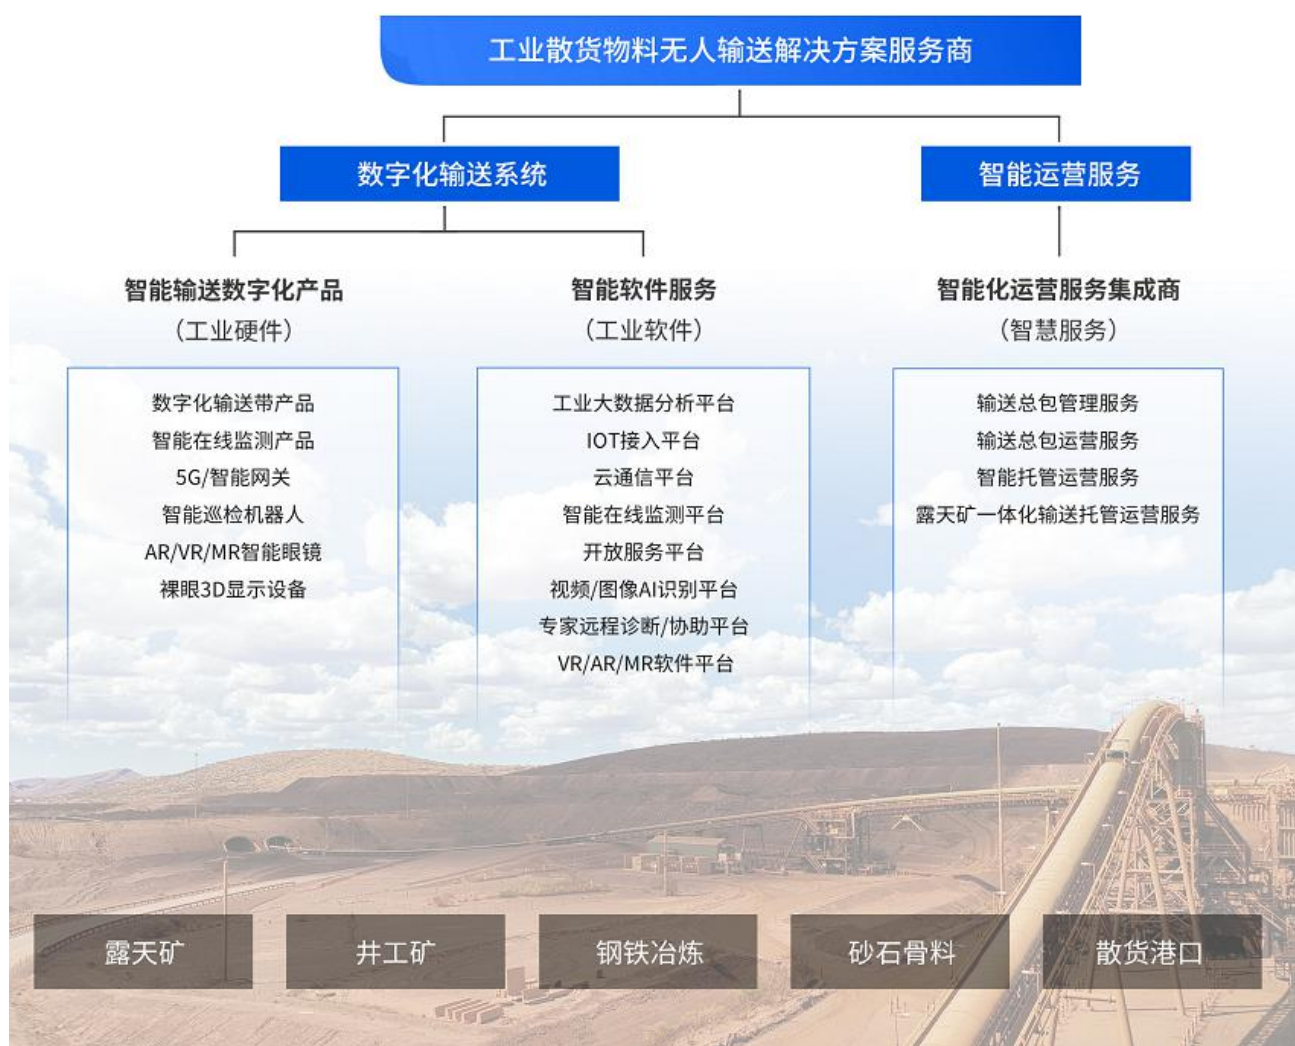 工业散货物料无人输送解决方案服务商
数字化输送系统
智能运营服务
智能输送数字化产品
（工业硬件）
数字化输送带产品
智能在线监测产品
5G/智能网关
智能巡检机器人
AR/VR/MR智能眼镜
裸眼3D显示设备
智能软件服务
（工业软件）
工业大数据分析平台
IOT接入平台
云通信平台
智能在线监测平台
开放服务平台
视频/图像AI识别平台
专家远程诊断/协助平台
VR/AR/MR软件平台
智能化运营服务集成商
（智慧服务）
输送总包管理服务
输送总包运营服务
智能托管运营服务
露天矿一体化输送托管运营服务
露天矿
井工矿
钢铁冶炼
砂石骨料
散货港口